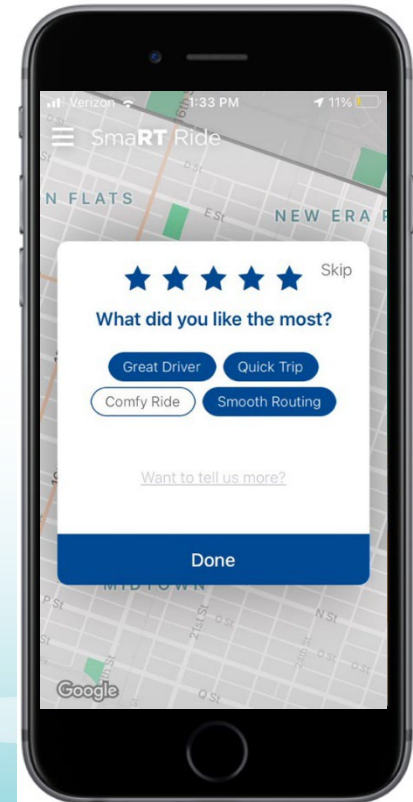 Verizon 1:33 PM 11%
SmaRT Ride
D St
N FLATS
E St
NEW ERA
Skip
What did you like the most?
Great Driver Quick Trip
Comfy Ride Smooth Routing
Want to tell us more?
Done
MIDTOWN
P St
N St
21st St
O St
Q St
Google